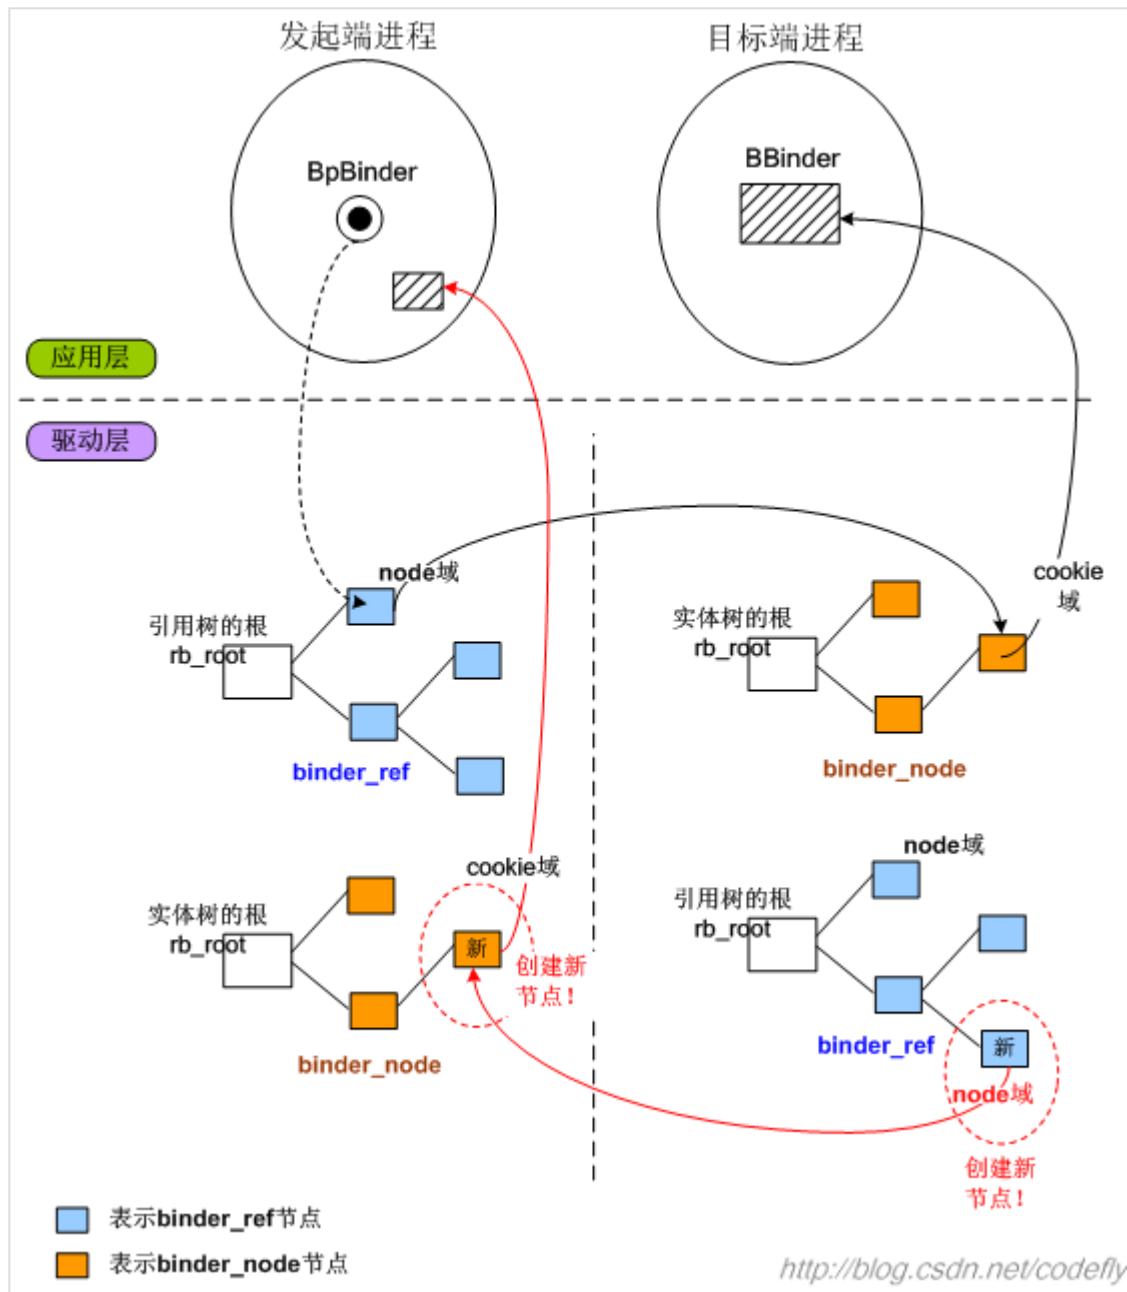 发起端进程
目标端进程
BpBinder
BBinder
应用层
驱动层
node域
cookie
域
引用树的根
rb_root
实体树的根
rb_root
binder_ref
binder_node
cookie域
node域
实体树的根
rb_root
新
创建新
节点!
引用树的根
rb_root
binder_node
binder_ref
新
node域
创建新
节点!
表示binder_ref节点
表示binder_node节点
http://blog.csdn.net/codefly